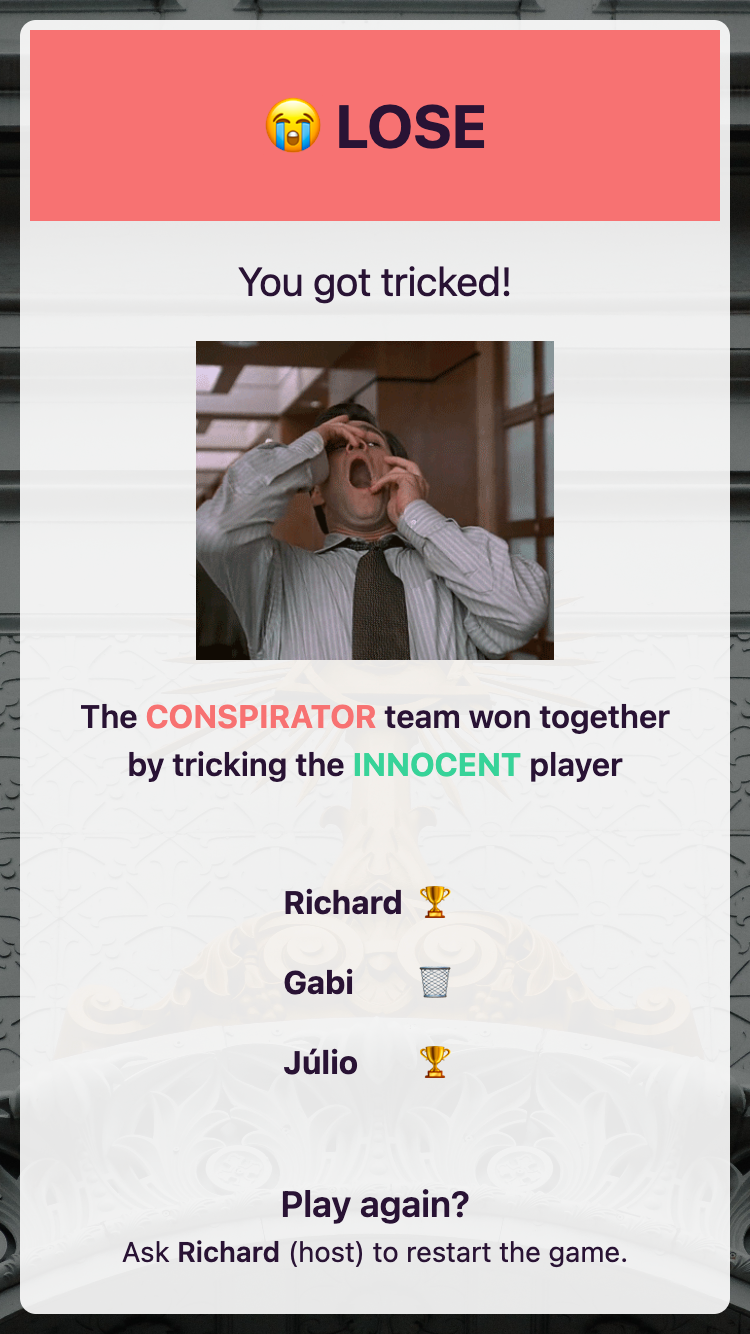 😭 LOSE
You got tricked!
The CONSPIRATOR team won together
by tricking the INNOCENT player
Richard 🏆
Gabi 🗑️
Júlio 🏆
Play again?
Ask Richard (host) to restart the game.